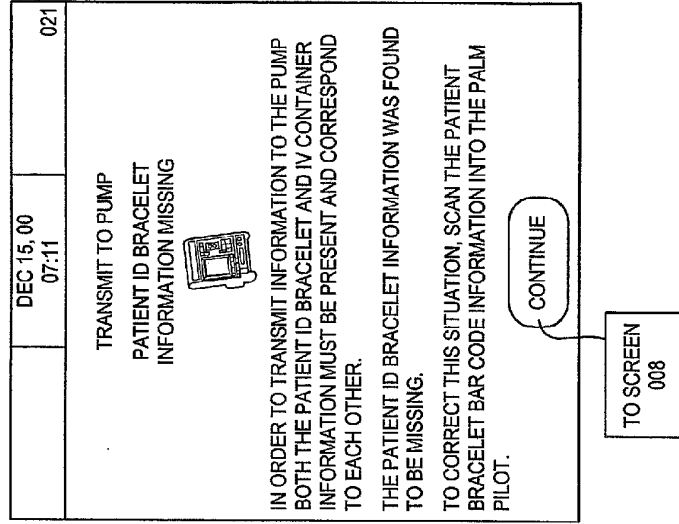 DEC 15, 00
07:11
021
TRANSMIT TO PUMP
PATIENT ID BRACELET
INFORMATION MISSING
IN ORDER TO TRANSMIT INFORMATION TO THE PUMP
BOTH THE PATIENT ID BRACELET AND IV CONTAINER
INFORMATION MUST BE PRESENT AND CORRESPOND
TO EACH OTHER.
THE PATIENT ID BRACELET INFORMATION WAS FOUND
TO BE MISSING.
TO CORRECT THIS SITUATION, SCAN THE PATIENT
BRACELET BAR CODE INFORMATION INTO THE PALM
PILOT.
CONTINUE
TO SCREEN
008